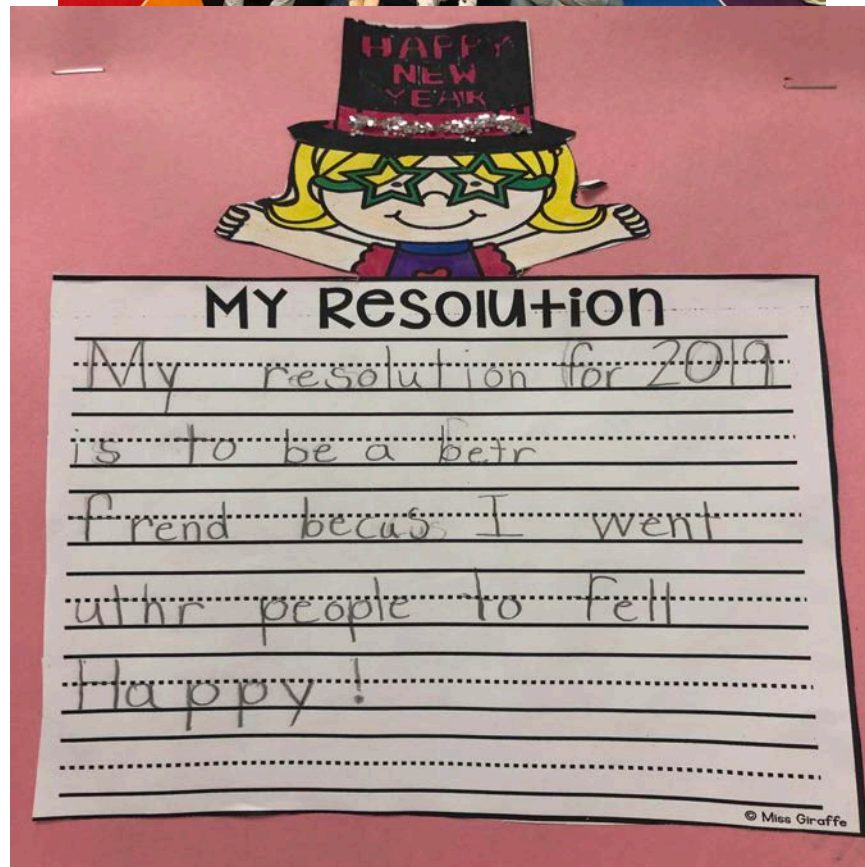 HAPPY
NEW
YEAR
MY Resolution
My resolution for 2019
is to be a betr
frend becus I went
uthr people to Fell
Happy!
© Miss Giraffe